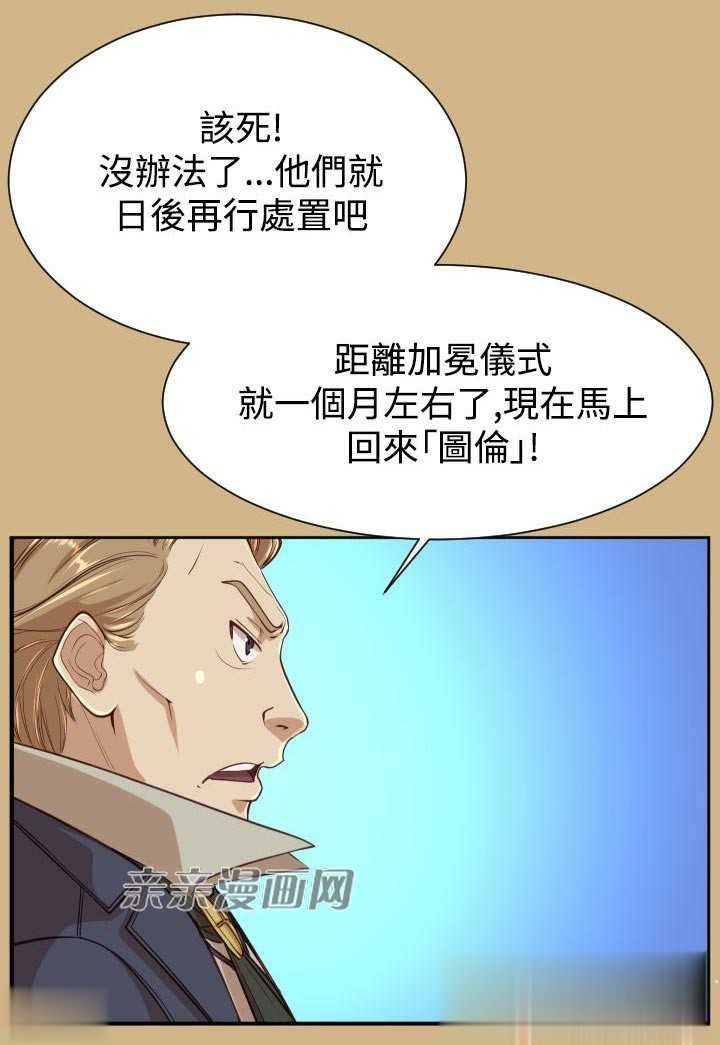 該死!
沒辦法了...他們就
日後再行處置吧
距離加冕儀式
就一個月左右了,現在馬上
回來「圖倫」!
亲亲漫画网